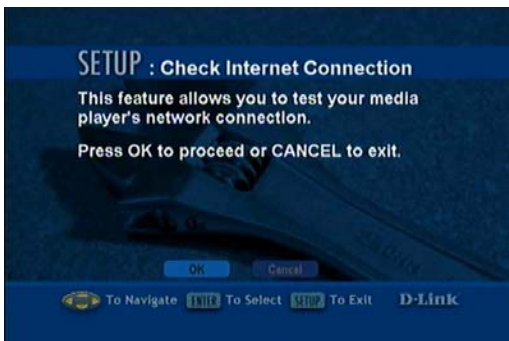 SETUP : Check Internet Connection
This feature allows you to test your media
player's network connection.
Press OK to proceed or CANCEL to exit.
OK Cancel
To Navigate ENTER To Select SETUP To Exit D-Link